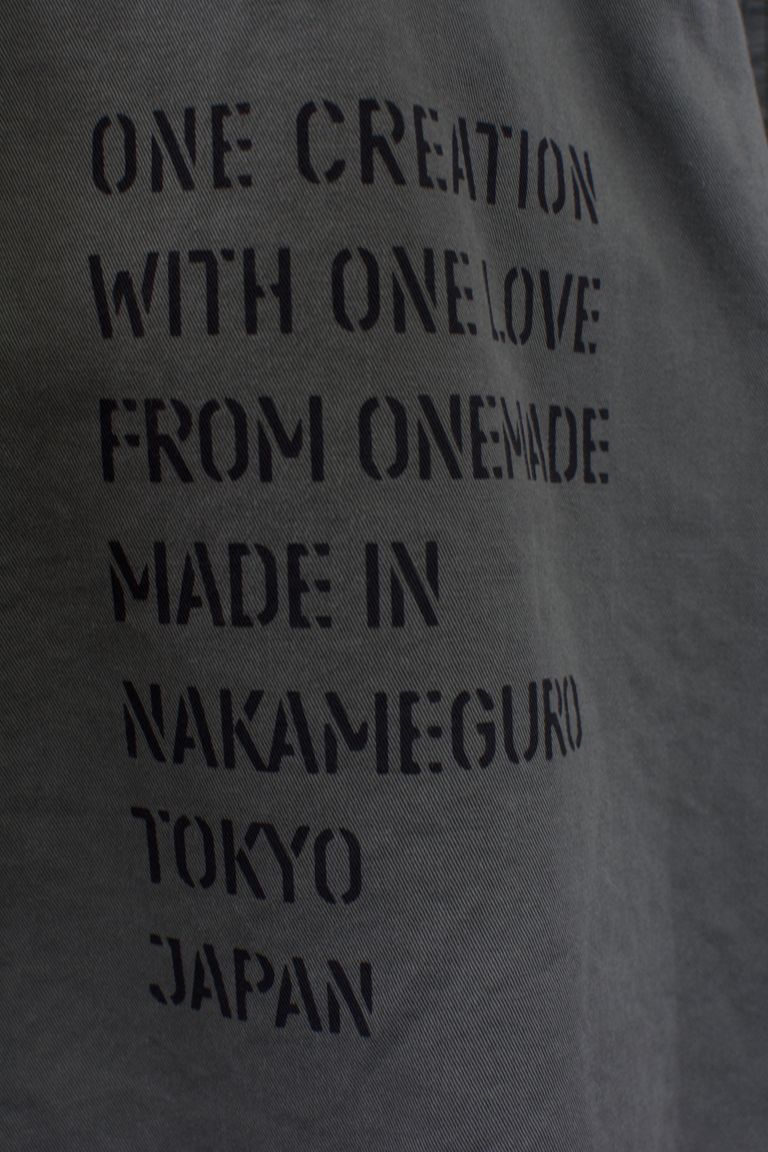 ONE CREATION
WITH ONE LOVE
FROM ONEMADE
MADE IN
NAKAMEGURO
TOKYO
JAPAN